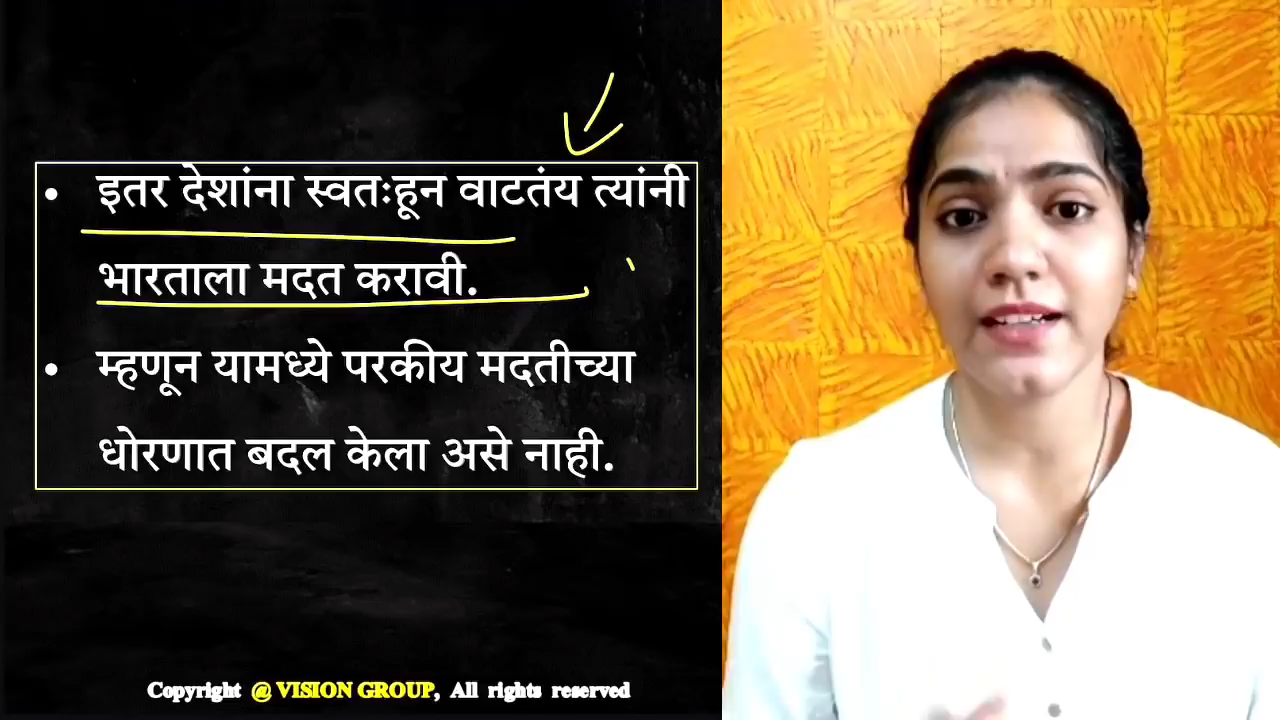 • इतर देशांना स्वतःहून वाटतंय त्यांनी
भारताला मदत करावी.
• म्हणून यामध्ये परकीय मदतीच्या
धोरणात बदल केला असे नाही.
Copyright @ VISION GROUP, All rights reserved